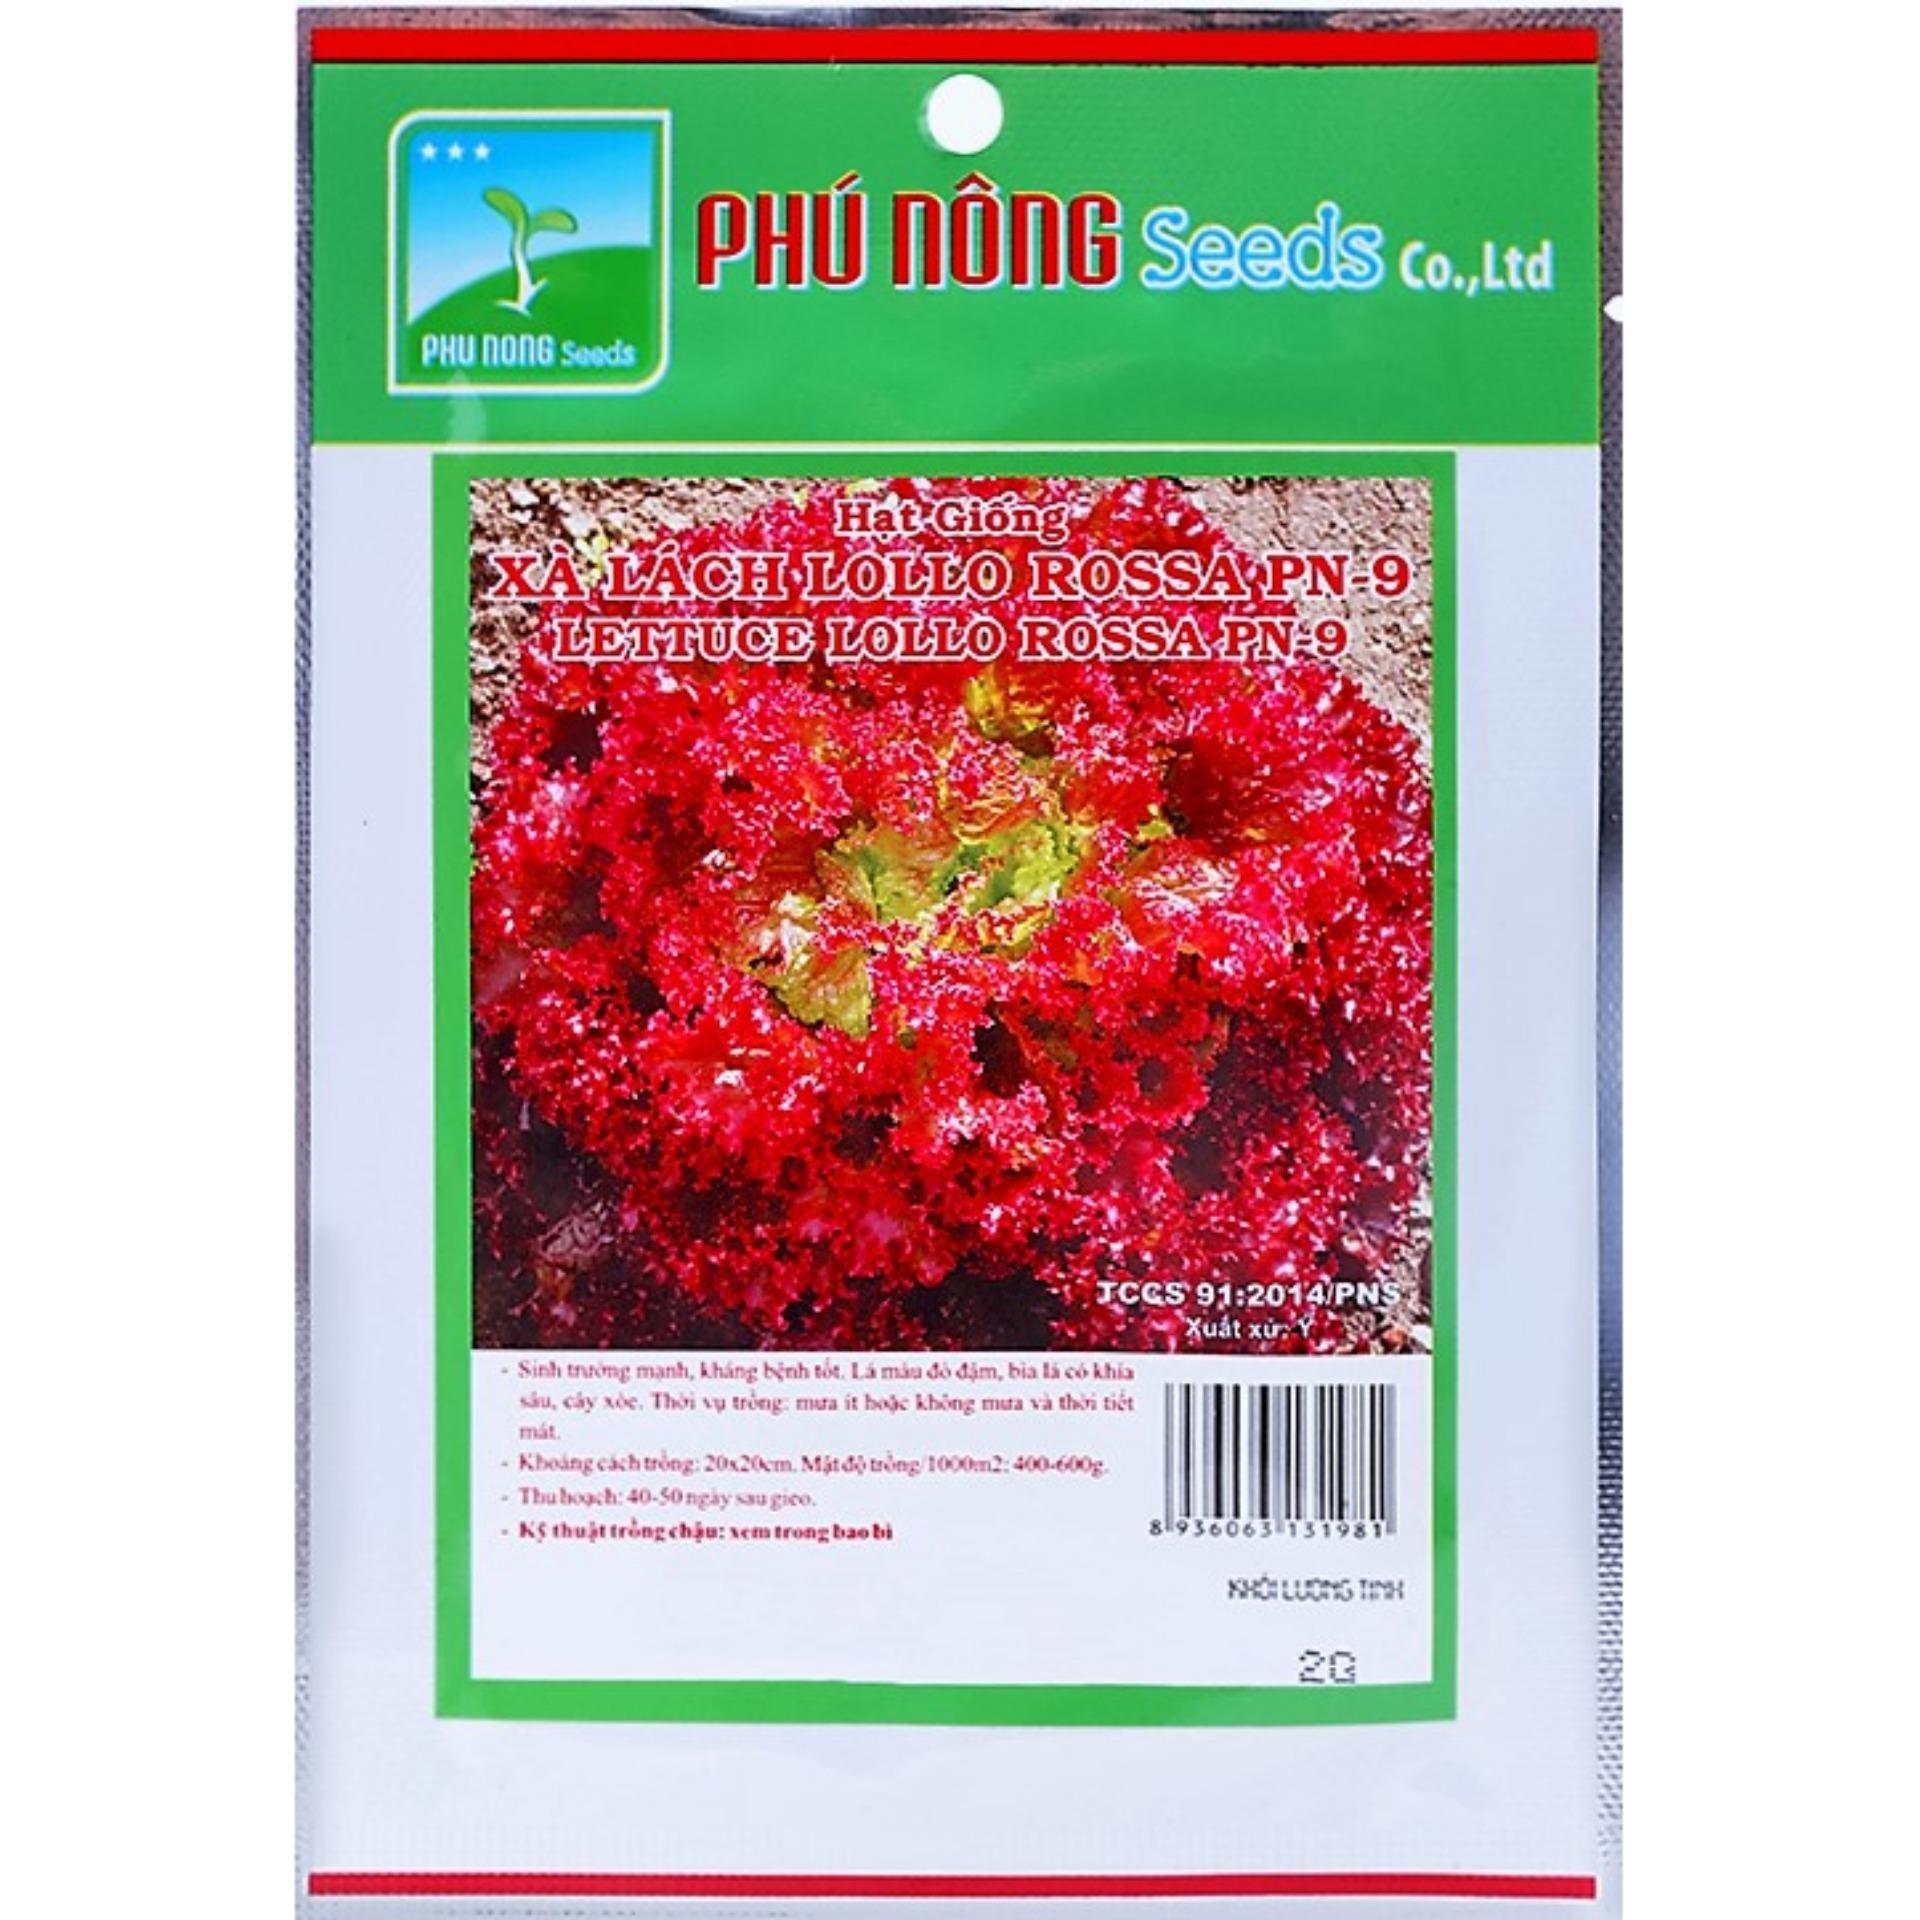 PHÚ NÔNG Seeds Co.,Ltd
PHU NONG Seeds
Hạt Giống
XÀ LÁCH LOLLO ROSSA PN-9
LETTUCE LOLLO ROSSA PN-9
TCCS 91:2014/PNS
Xuất xứ: Ý
- Sinh trưởng mạnh, kháng bệnh tốt. Lá màu đỏ đậm, bìa lá có khía
sâu, cây xòe. Thời vụ trồng: mưa ít hoặc không mưa và thời tiết
mát.
- Khoảng cách trồng: 20x20cm. Mật độ trồng/1000m2: 400-600g.
- Thu hoạch: 40-50 ngày sau gieo.
- Kỹ thuật trồng chậu: xem trong bao bì
8 936063 131981
KHỐI LƯỢNG TỊNH
2G